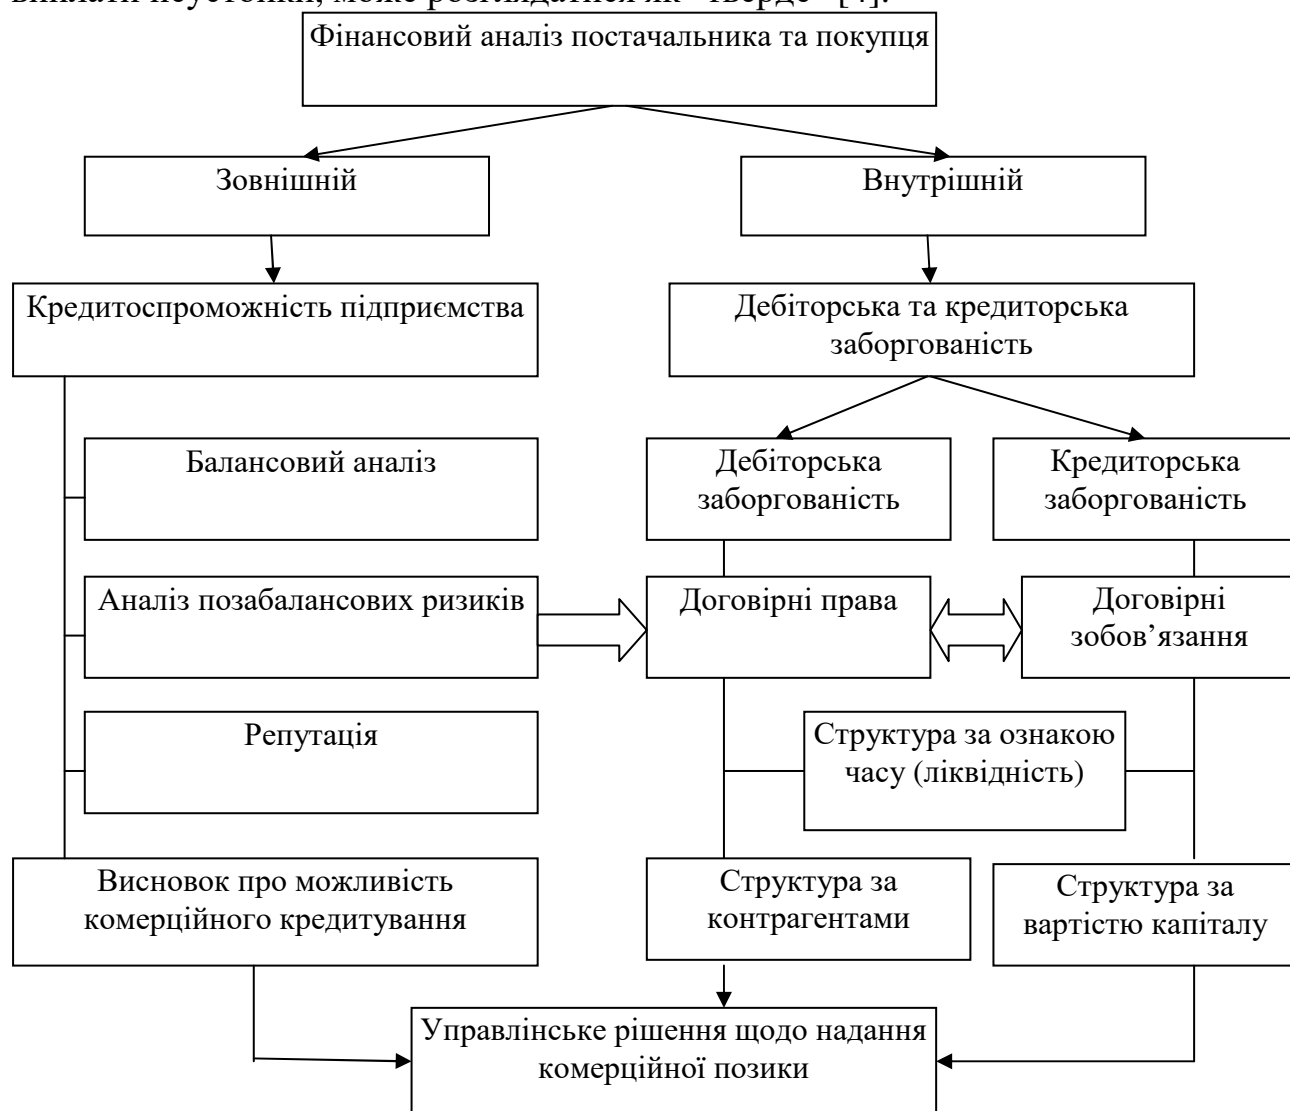 виплати неустойки, може розглядатися як "тверде" [4].
Фінансовий аналіз постачальника та покупця
Зовнішній
Внутрішній
Кредитоспроможність підприємства
Дебіторська та кредиторська
заборгованість
Балансовий аналіз
Дебіторська
заборгованість
Кредиторська
заборгованість
Аналіз позабалансових ризиків
Договірні права
Договірні
зобов’язання
Репутація
Структура за ознакою
часу (ліквідність)
Висновок про можливість
комерційного кредитування
Структура за
контрагентами
Структура за
вартістю капіталу
Управлінське рішення щодо надання
комерційної позики